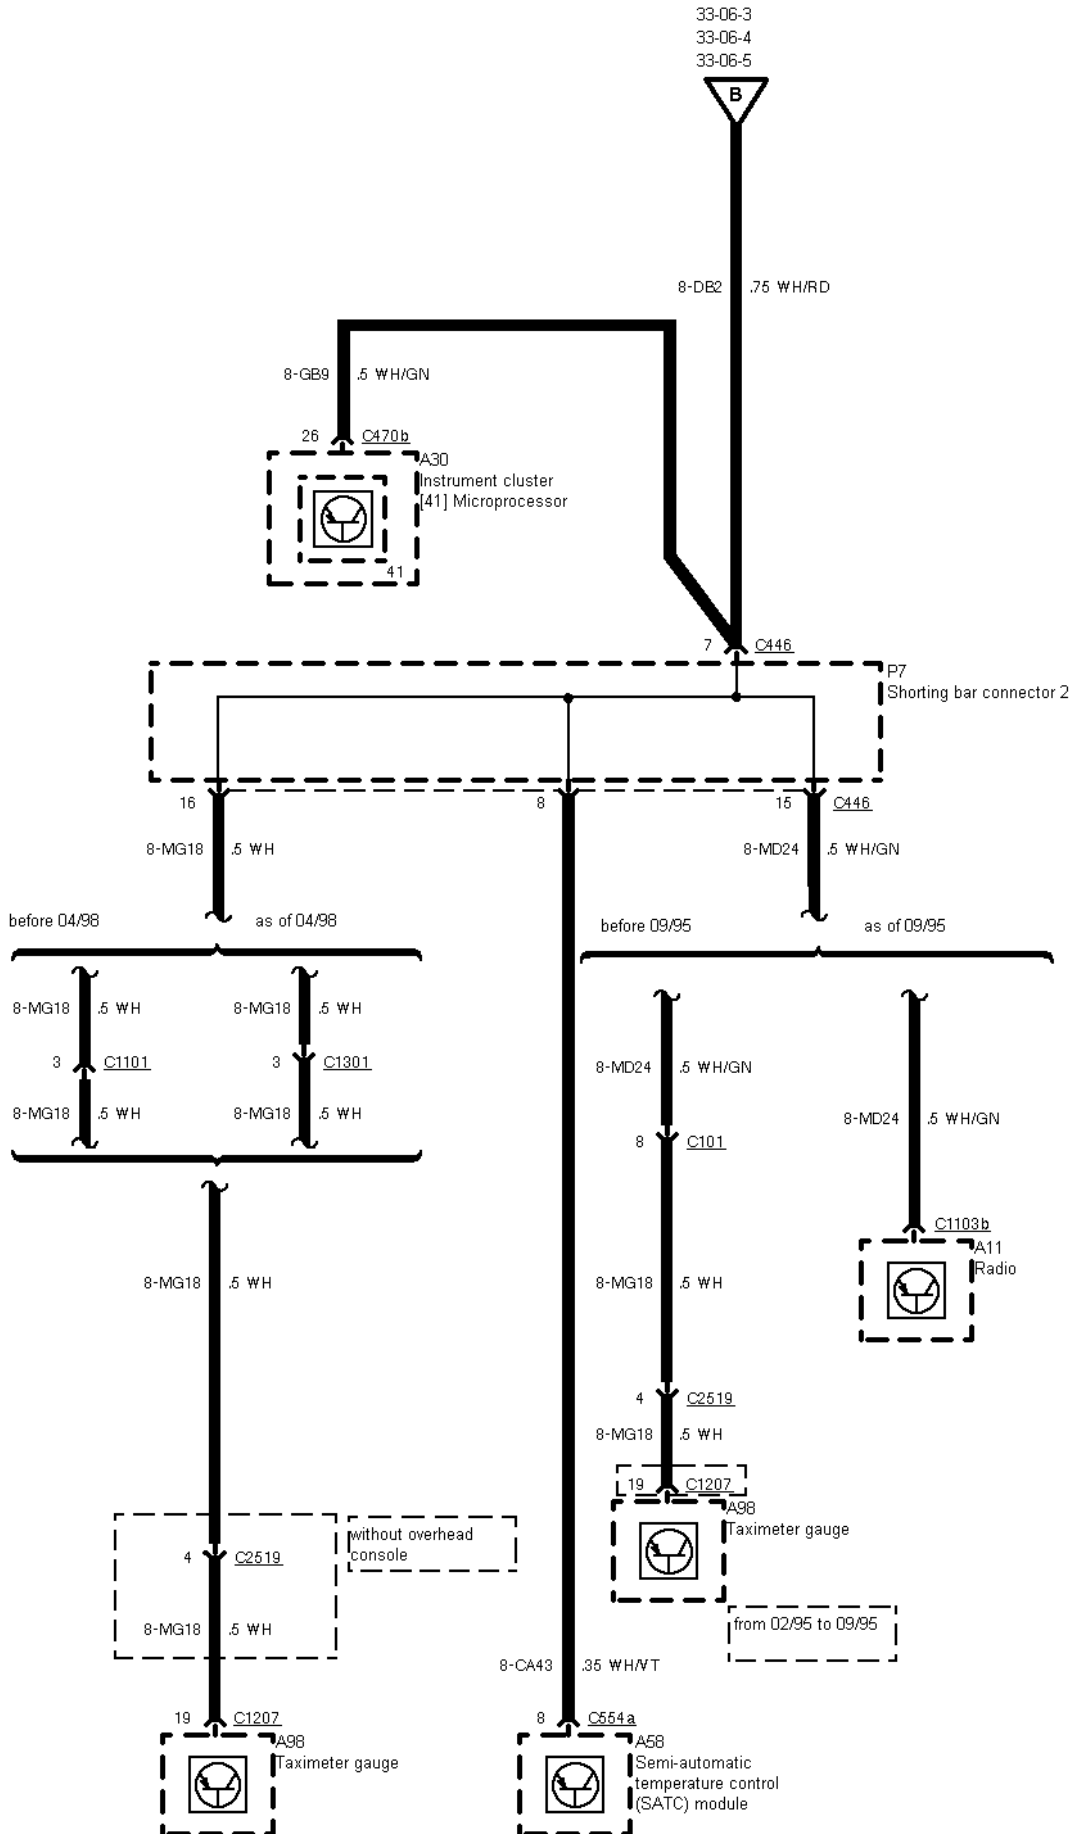 33-06-3
33-06-4
33-06-5
B
8-DB2 .75 WH/RD
8-GB9 .5 WH/GN
26 C470b
A30
Instrument cluster
[41] Microprocessor
41
7 C446
P7
Shorting bar connector 2
16 8 15 C446
8-MG18 .5 WH 8-MD24 .5 WH/GN
before 04/98 as of 04/98 before 09/95 as of 09/95
8-MG18 .5 WH 8-MG18 .5 WH
3 C1101 3 C1301
8-MD24 .5 WH/GN
8-MG18 .5 WH 8-MG18 .5 WH 8-MD24 .5 WH/GN
8 C101
C1103b
A11
Radio
8-MG18 .5 WH 8-MG18 .5 WH
4 C2519
8-MG18 .5 WH
19 C1207
A98
Taximeter gauge
without overhead
console
4 C2519
from 02/95 to 09/95
8-MG18 .5 WH
8-CA43 .35 WH/VT
19 C1207 8 C554a
A98
Taximeter gauge
A58
Semi-automatic
temperature control
(SATC) module